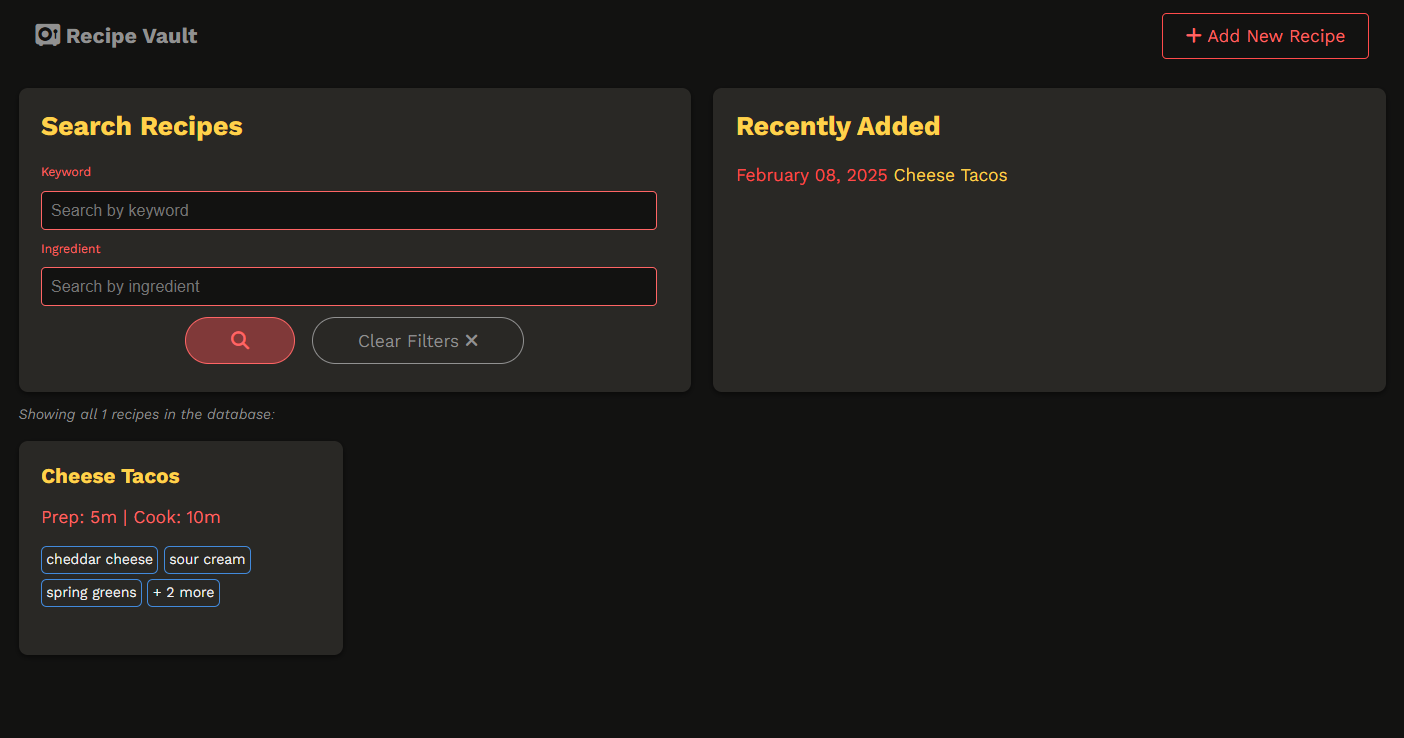 Recipe Vault
+ Add New Recipe
Search Recipes
Keyword
Search by keyword
Ingredient
Search by ingredient
Clear Filters ✕
Recently Added
February 08, 2025 Cheese Tacos
Showing all 1 recipes in the database:
Cheese Tacos
Prep: 5m | Cook: 10m
cheddar cheese sour cream
spring greens + 2 more